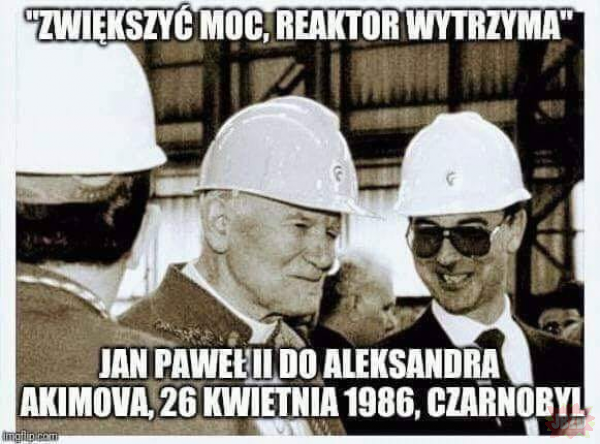 "ZWIĘKSZYĆ MOC, REAKTOR WYTRZYMA"
JAN PAWEŁ II DO ALEKSANDRA
AKIMOVA, 26 KWIETNIA 1986, CZARNOBYL
imgflip.com